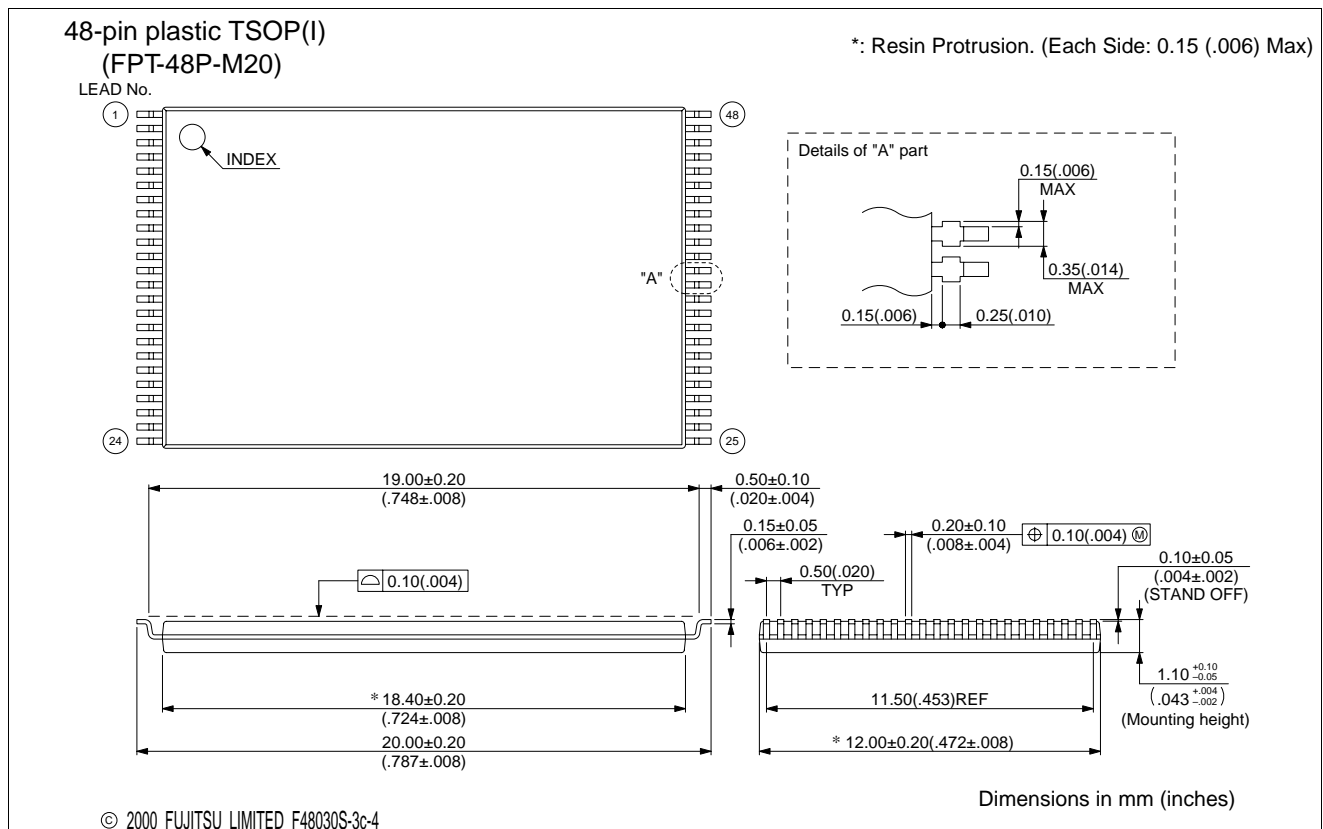 48-pin plastic TSOP(I)
(FPT-48P-M20)
*: Resin Protrusion. (Each Side: 0.15 (.006) Max)
LEAD No.
1
48
INDEX
"A"
24
25
Details of "A" part
0.15(.006)
MAX
0.35(.014)
MAX
0.15(.006)
0.25(.010)
19.00±0.20
(.748±.008)
0.50±0.10
(.020±.004)
0.15±0.05
(.006±.002)
0.20±0.10
(.008±.004)
⌖ 0.10(.004) Ⓜ
0.50(.020)
TYP
0.10±0.05
(.004±.002)
(STAND OFF)
⌓ 0.10(.004)
1.10 +0.10 −0.05
(.043 +.004 −.002)
(Mounting height)
* 18.40±0.20
(.724±.008)
11.50(.453)REF
20.00±0.20
(.787±.008)
* 12.00±0.20(.472±.008)
Dimensions in mm (inches)
© 2000 FUJITSU LIMITED F48030S-3c-4